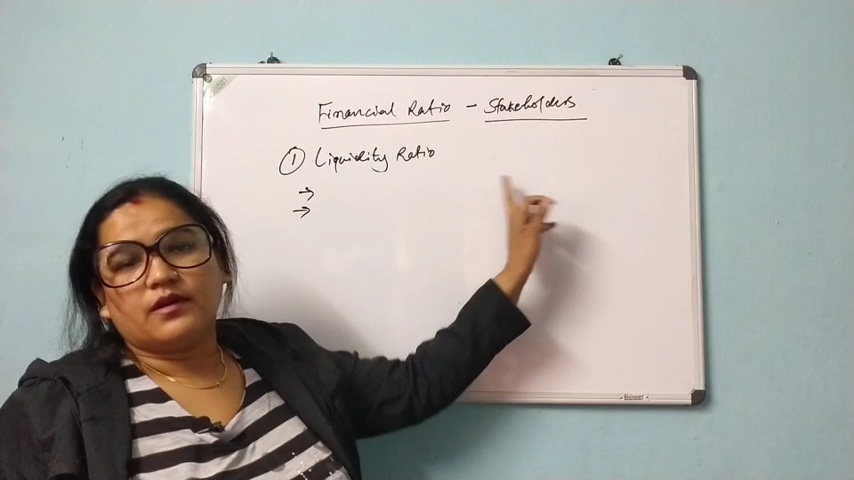 Financial Ratio - Stakeholders
① Liquidity Ratio
→
→